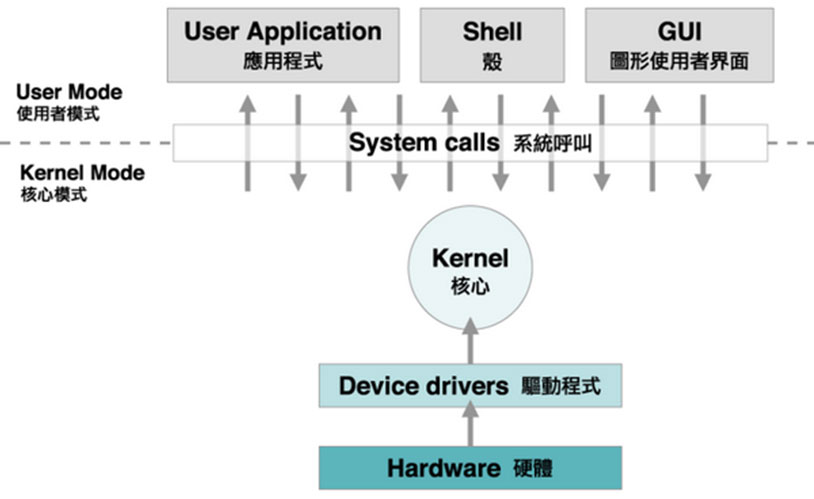 User Application
應用程式
Shell
殼
GUI
圖形使用者界面
User Mode
使用者模式
System calls 系統呼叫
Kernel Mode
核心模式
Kernel
核心
Device drivers 驅動程式
Hardware 硬體